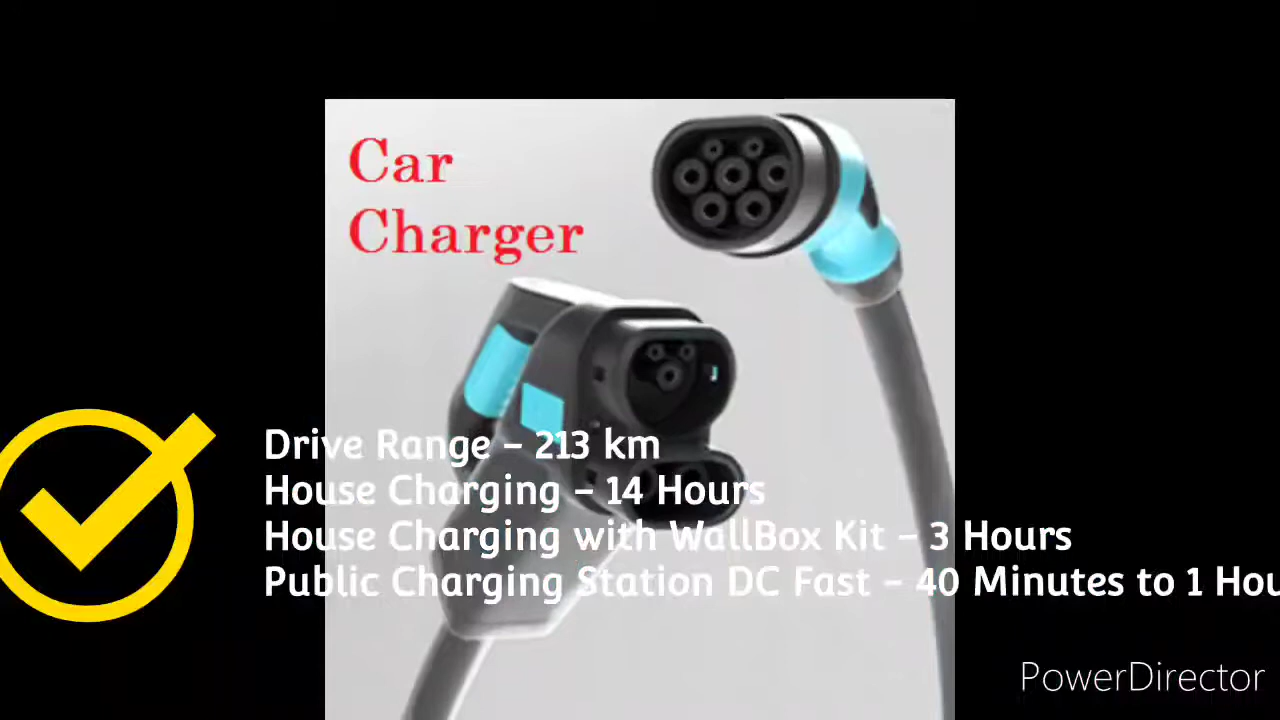 Car
Charger
Drive Range – 213 km
House Charging – 14 Hours
House Charging with WallBox Kit – 3 Hours
Public Charging Station DC Fast – 40 Minutes to 1 Hou
PowerDirector